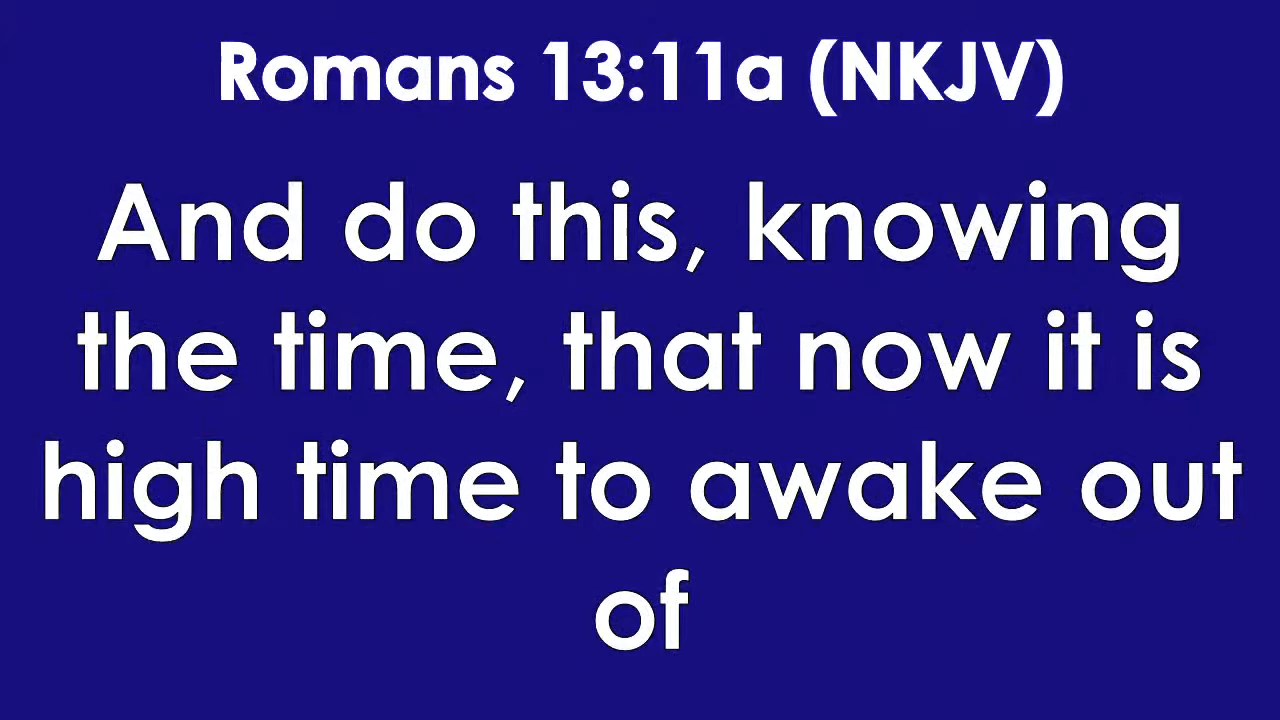 Romans 13:11a (NKJV)
And do this, knowing
the time, that now it is
high time to awake out
of